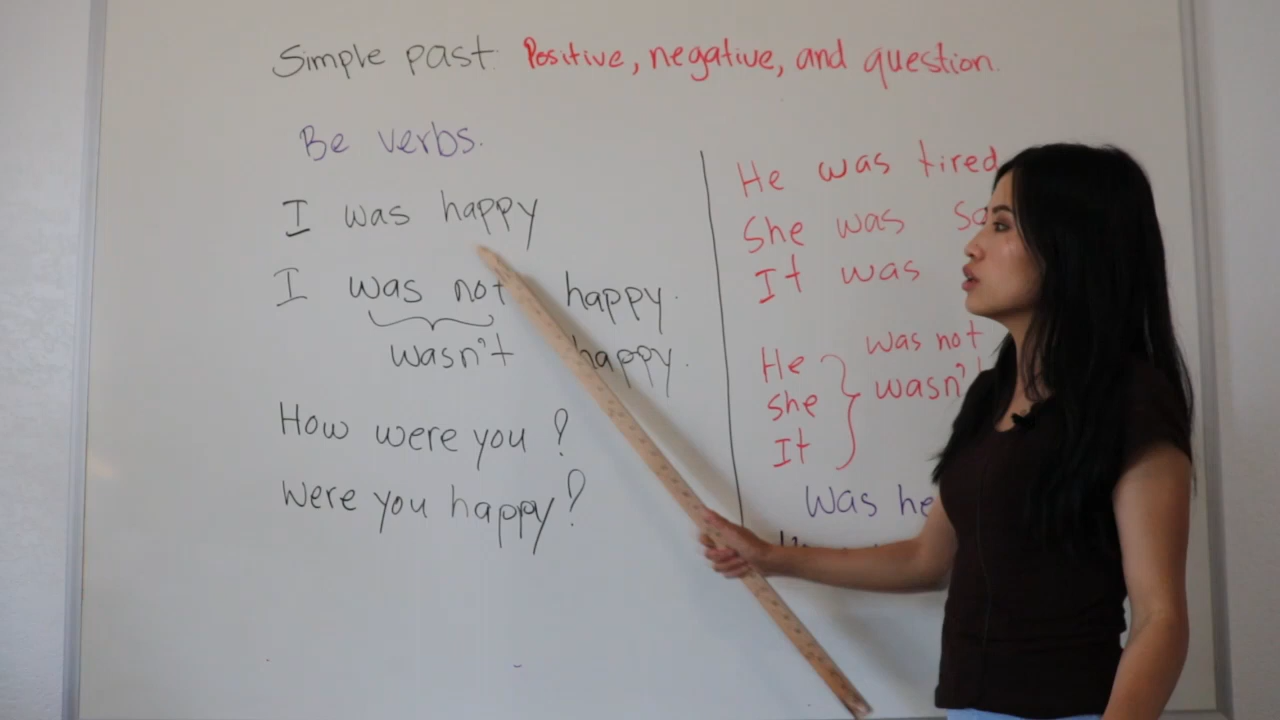 Simple past: Positive, negative, and question.
Be verbs.
I was happy
I was not happy.
wasn't happy.
How were you?
Were you happy?
He was tired
She was
It was
He
She
It
was not
wasn't
Was he